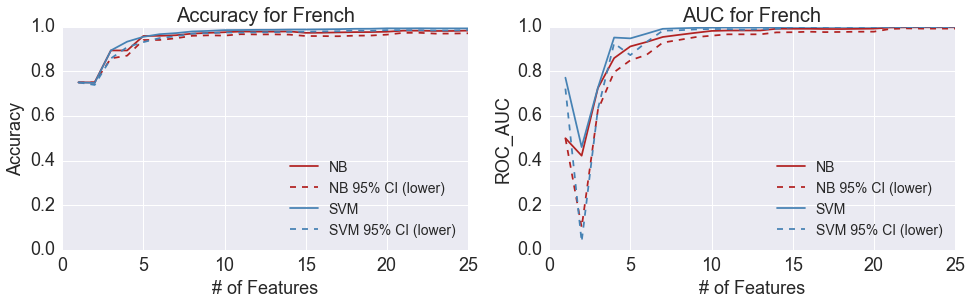 Accuracy for French
1.0
0.8
0.6
0.4
0.2
0.0
Accuracy
NB
NB 95% CI (lower)
SVM
SVM 95% CI (lower)
0 5 10 15 20 25
# of Features
AUC for French
1.0
0.8
0.6
0.4
0.2
0.0
ROC_AUC
NB
NB 95% CI (lower)
SVM
SVM 95% CI (lower)
0 5 10 15 20 25
# of Features